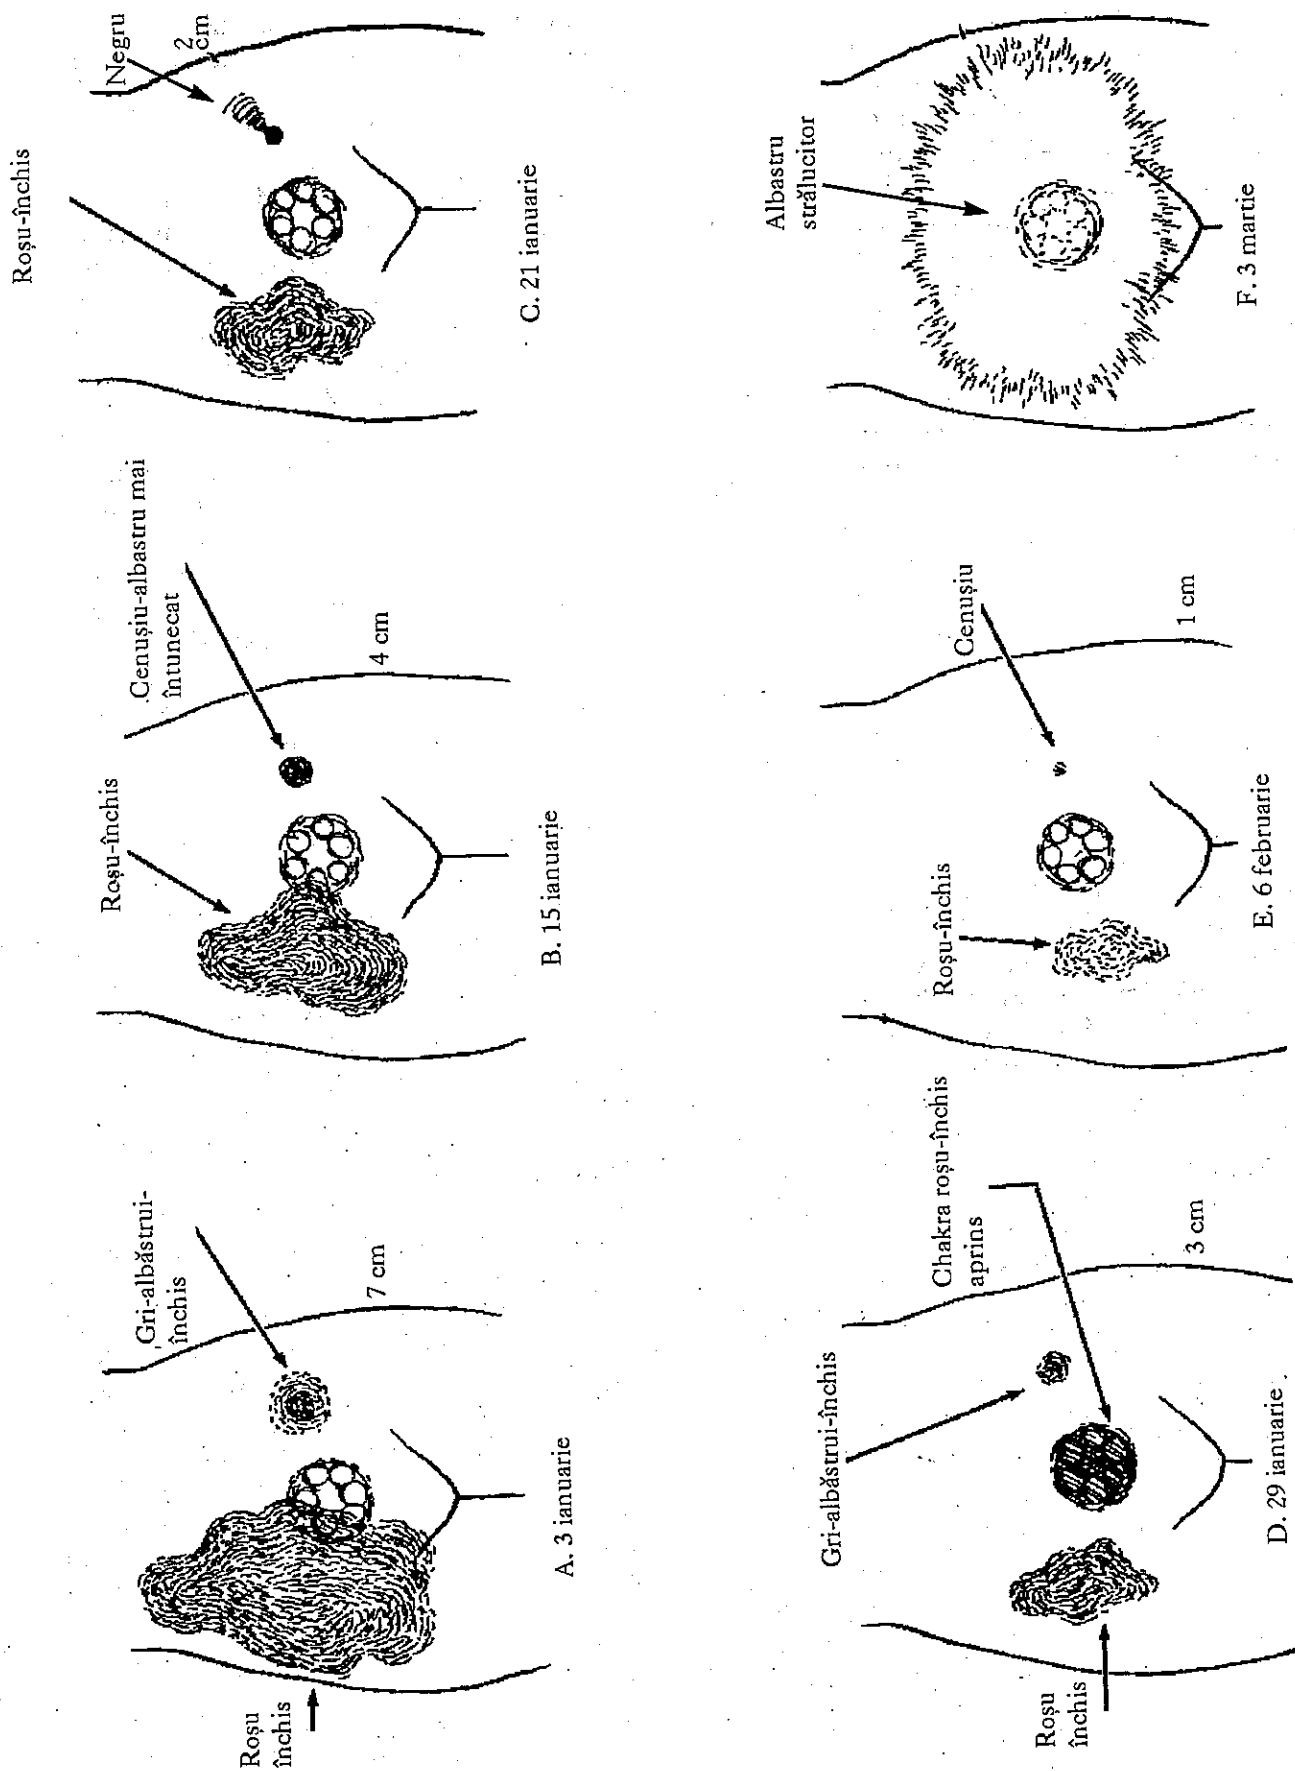 Gri-albăstrui-
închis
7 cm
Roșu
închis
A. 3 ianuarie
Roșu-închis
.Cenușiu-albastru mai
întunecat
4 cm
B. 15 ianuarie
Roșu-închis
Negru
2
cm
C. 21 ianuarie
Gri-albăstrui-închis
Chakra roșu-închis
aprins
3 cm
Roșu
închis
D. 29 ianuarie
Roșu-închis
Cenușiu
1 cm
E. 6 februarie
Albastru
strălucitor
F. 3 martie